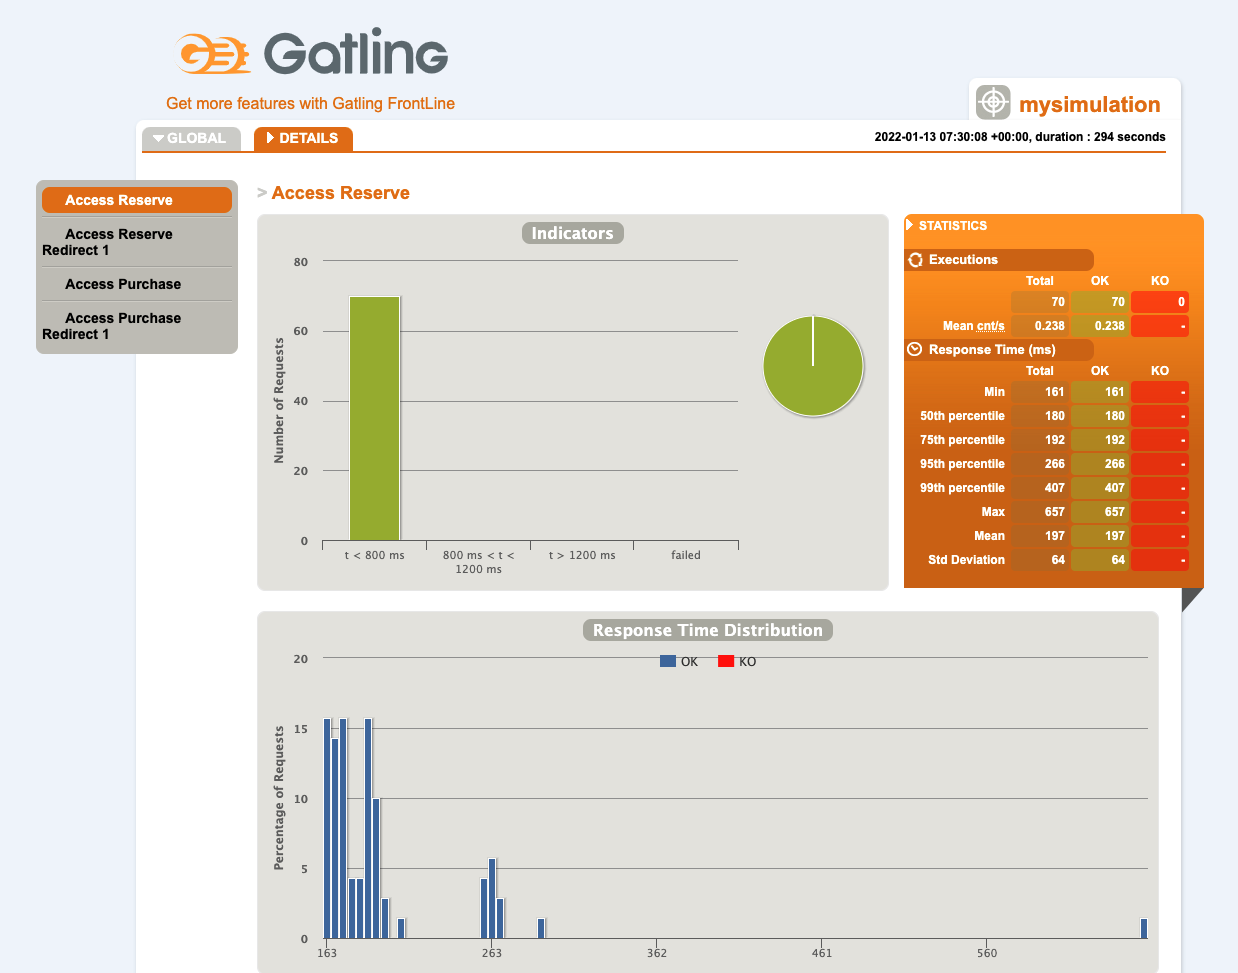 Gatling
Get more features with Gatling FrontLine
mysimulation
GLOBAL
DETAILS
2022-01-13 07:30:08 +00:00, duration : 294 seconds
Access Reserve
Access Reserve
Redirect 1
Access Purchase
Access Purchase
Redirect 1
> Access Reserve
Indicators
Number of Requests
80
60
40
20
0
t < 800 ms
800 ms < t <
1200 ms
t > 1200 ms
failed
STATISTICS
Executions
Total OK KO
70 70 0
Mean cnt/s 0.238 0.238 -
Response Time (ms)
Total OK KO
Min 161 161 -
50th percentile 180 180 -
75th percentile 192 192 -
95th percentile 266 266 -
99th percentile 407 407 -
Max 657 657 -
Mean 197 197 -
Std Deviation 64 64 -
Response Time Distribution
OK KO
Percentage of Requests
20
15
10
5
0
163 263 362 461 560